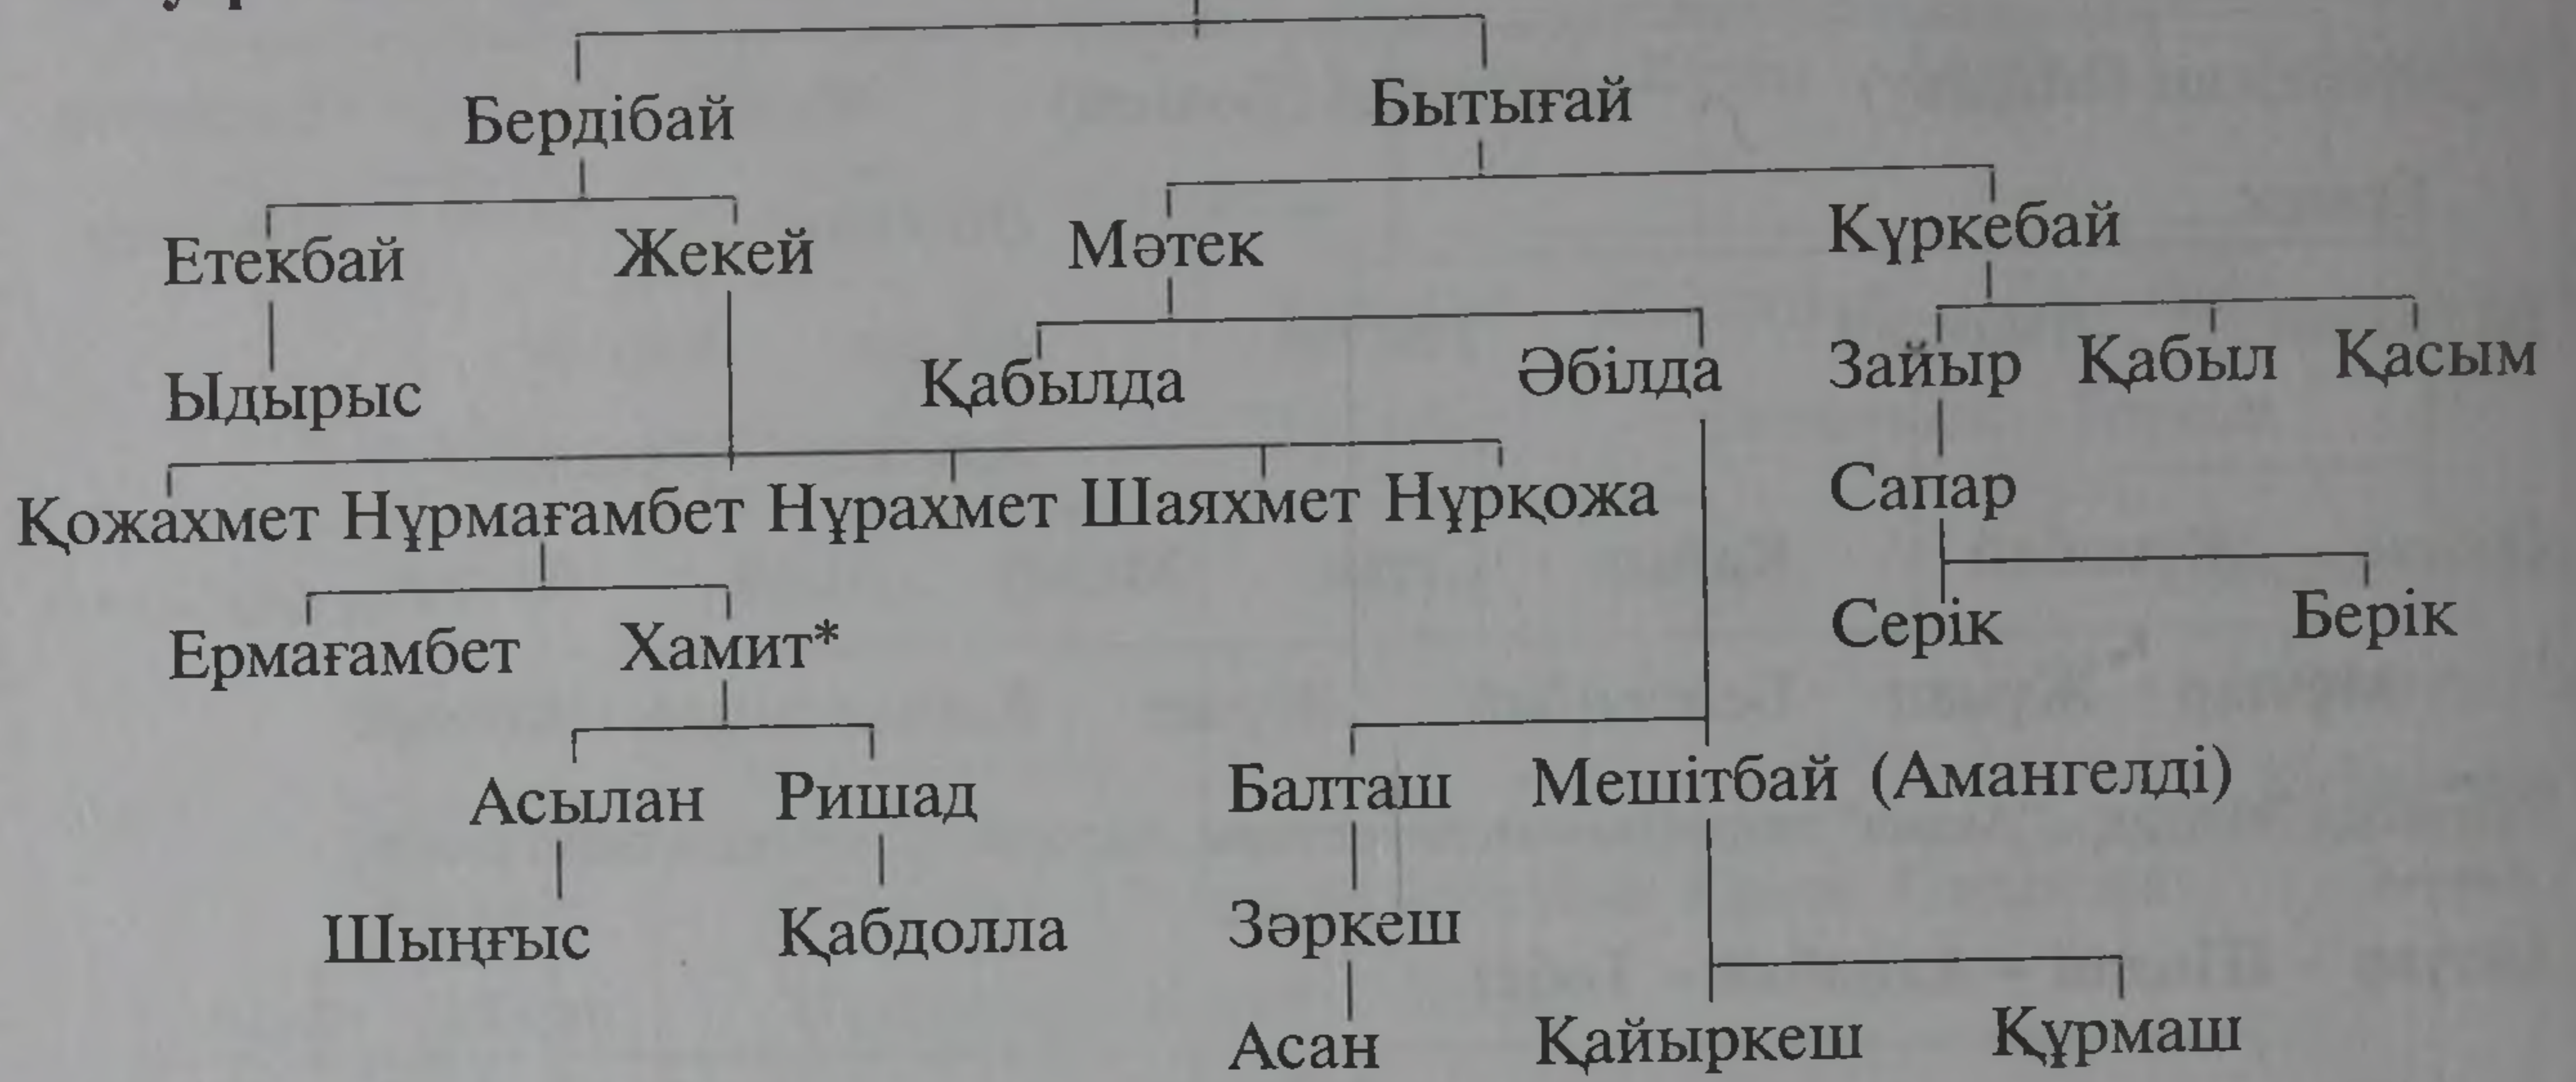 Бердібай Бытығай
Етекбай Жекей Мәтек Күркебай
Ыдырыс Қабылда Әбілда Зайыр Қабыл Қасым
Қожахмет Нұрмағамбет Нұрахмет Шаяхмет Нұрқожа Сапар
Ермағамбет Хамит* Серік Берік
Асылан Ришад Балташ Мешітбай (Амангелді)
Шыңғыс Қабдолла Зәркеш
Асан Қайыркеш Құрмаш